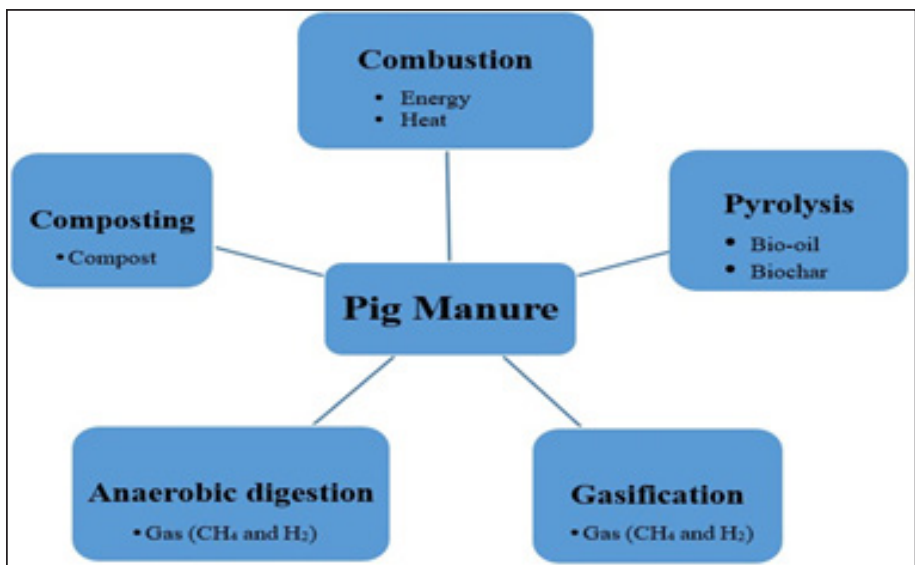 Combustion
• Energy
• Heat
Composting
• Compost
Pyrolysis
• Bio-oil
• Biochar
Pig Manure
Anaerobic digestion
• Gas (CH₄ and H₂)
Gasification
• Gas (CH₄ and H₂)